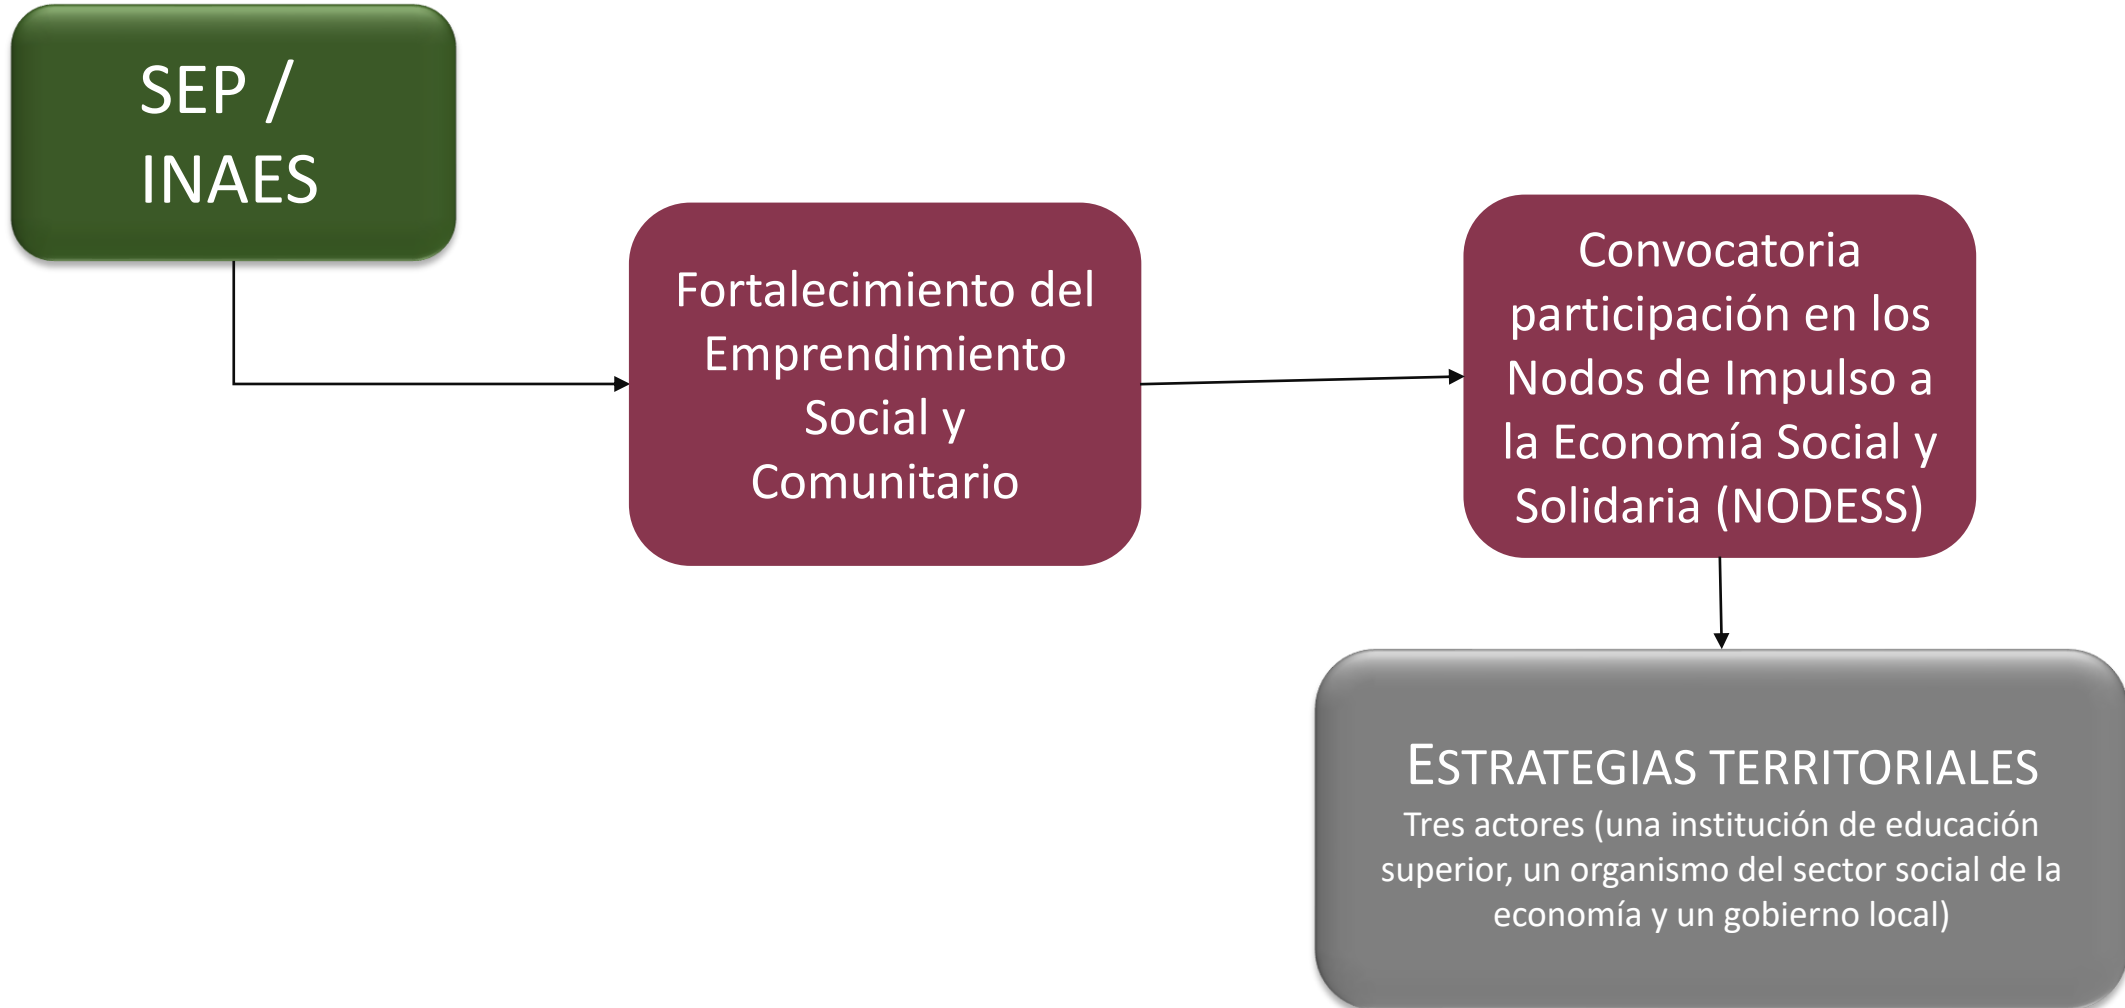 SEP /
INAES
Fortalecimiento del
Emprendimiento
Social y
Comunitario
Convocatoria
participación en los
Nodos de Impulso a
la Economía Social y
Solidaria (NODESS)
ESTRATEGIAS TERRITORIALES
Tres actores (una institución de educación
superior, un organismo del sector social de la
economía y un gobierno local)